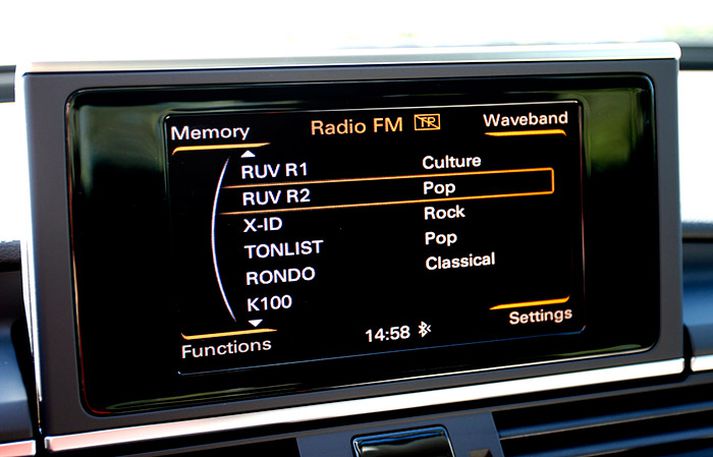 Memory Radio FM TR Waveband
RUV R1 Culture
RUV R2 Pop
X-ID Rock
TONLIST Pop
RONDO Classical
K100
Functions 14:58 Settings